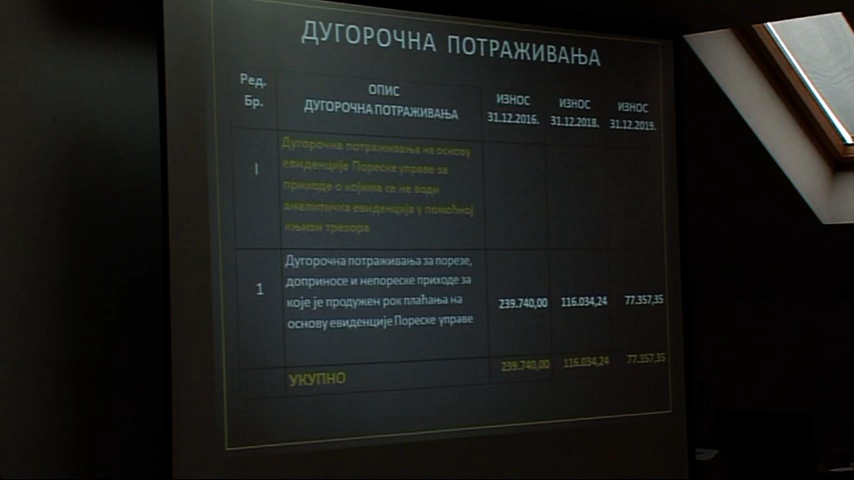 ДУГОРОЧНА ПОТРАЖИВАЊА
Ред. Бр.
ОПИС
ДУГОРОЧНА ПОТРАЖИВАЊА
ИЗНОС 31.12.2016.
ИЗНОС 31.12.2018.
ИЗНОС 31.12.2019.
I
Дугорочна потраживања на основу
евиденције Пореске управе за
приходе о којима се не води
аналитичка евиденција у помоћној
књизи трезора
1
Дугорочна потраживања за порезе,
доприносе и непореске приходе за
које је продужен рок плаћања на
основу евиденције Пореске управе
239.740,00 116.034,24 77.357,35
УКУПНО 239.740,00 116.034,24 77.357,35